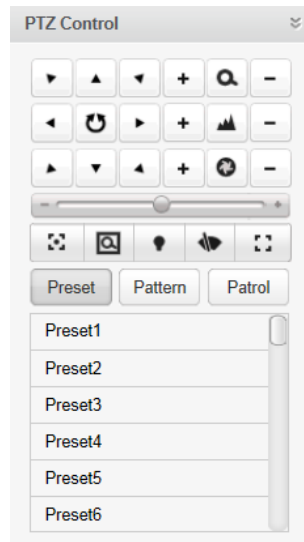 PTZ Control
+ -
+ -
+ -
- +
Preset Pattern Patrol
Preset1
Preset2
Preset3
Preset4
Preset5
Preset6